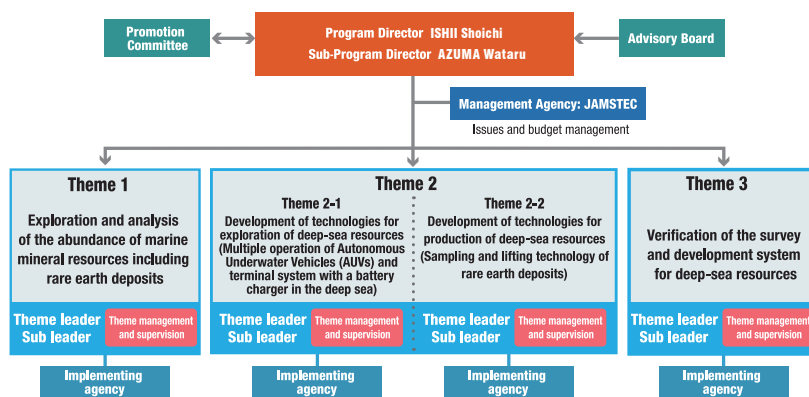 Promotion
Committee
Program Director ISHII Shoichi
Sub-Program Director AZUMA Wataru
Advisory Board
Management Agency: JAMSTEC
Issues and budget management
Theme 1
Exploration and analysis
of the abundance of marine
mineral resources including
rare earth deposits
Theme leader
Sub leader
Theme management
and supervision
Implementing
agency
Theme 2
Theme 2-1
Development of technologies for
exploration of deep-sea resources
(Multiple operation of Autonomous
Underwater Vehicles (AUVs) and
terminal system with a battery
charger in the deep sea)
Theme leader
Sub leader
Theme management
and supervision
Implementing
agency
Theme 2-2
Development of technologies for
production of deep-sea resources
(Sampling and lifting technology of
rare earth deposits)
Theme leader
Sub leader
Theme management
and supervision
Implementing
agency
Theme 3
Verification of the survey
and development system
for deep-sea resources
Theme leader
Sub leader
Theme management
and supervision
Implementing
agency